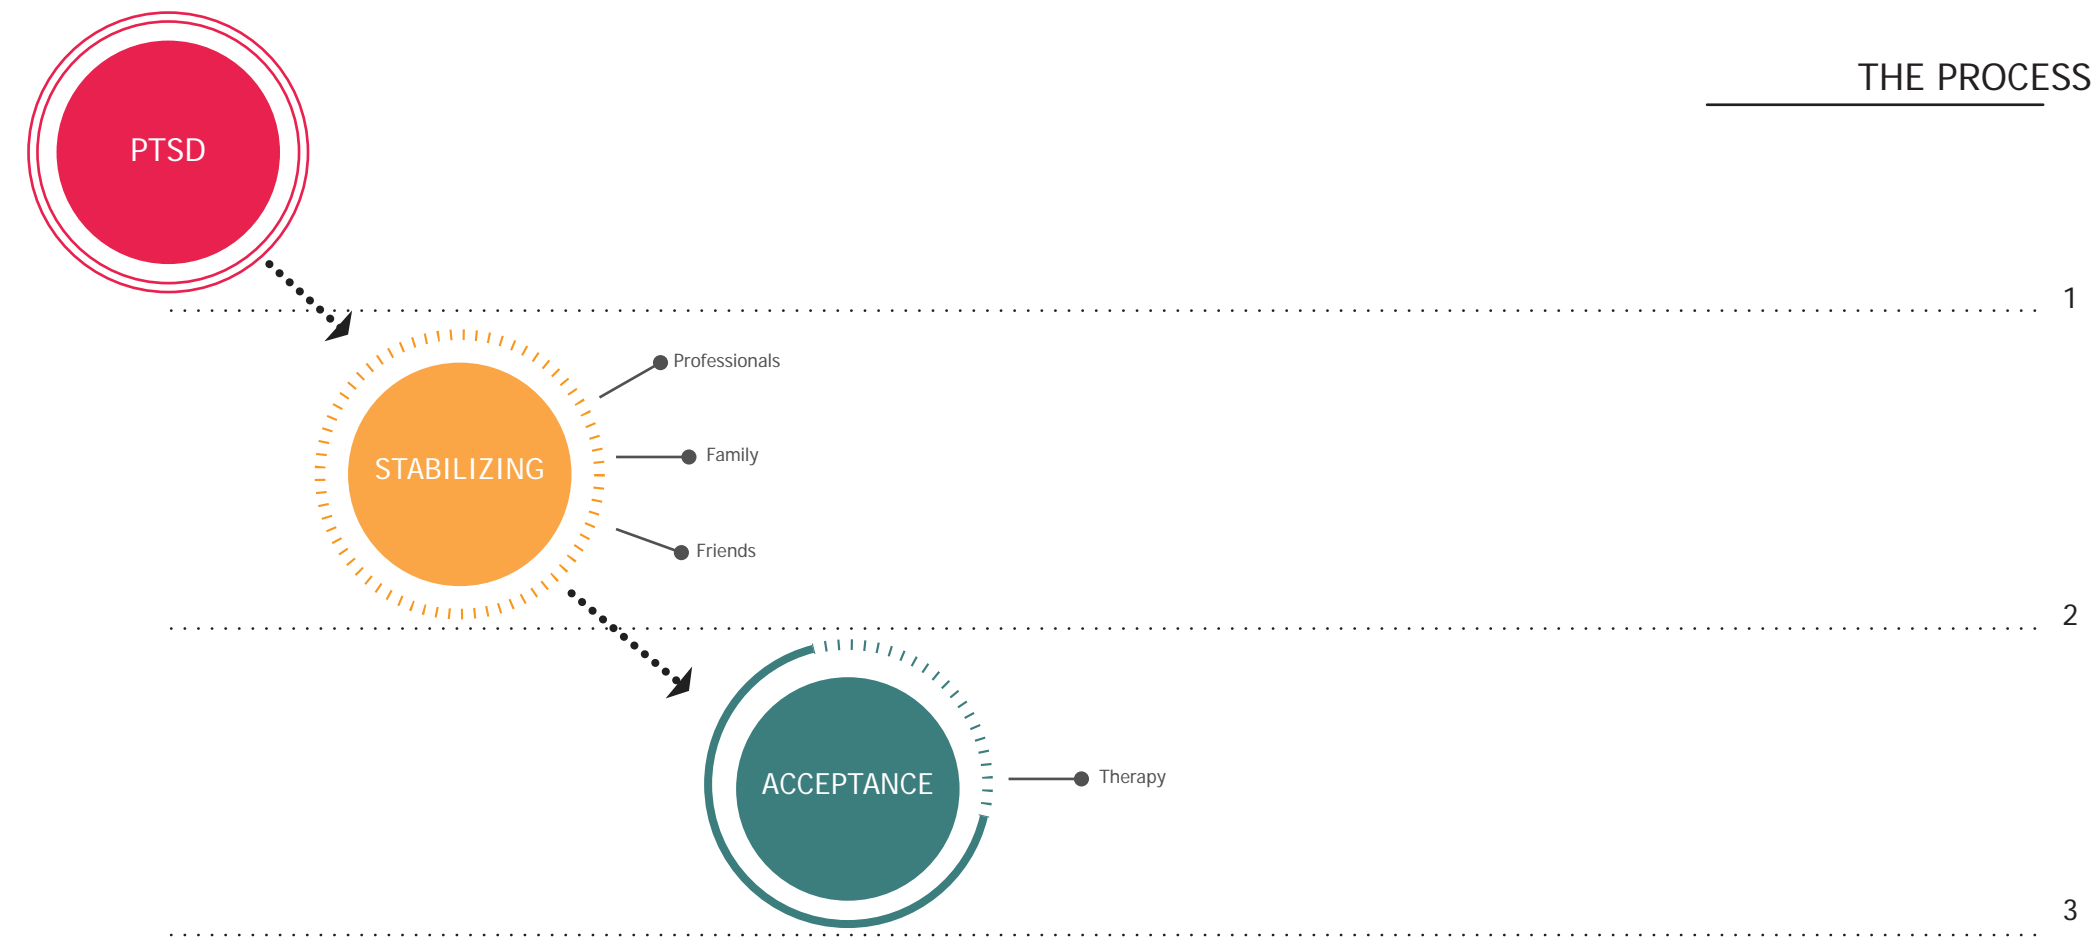 THE PROCESS
PTSD
1
Professionals
Family
STABILIZING
Friends
2
ACCEPTANCE
Therapy
3